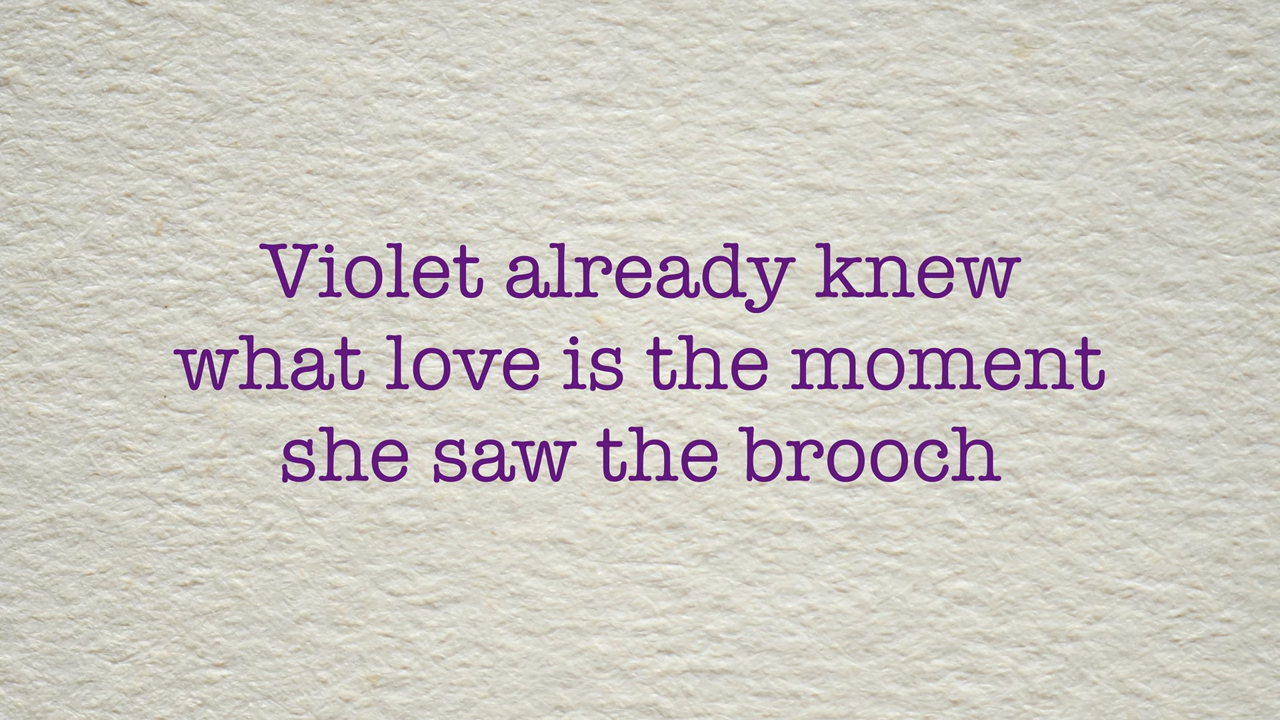 Violet already knew
what love is the moment
she saw the brooch